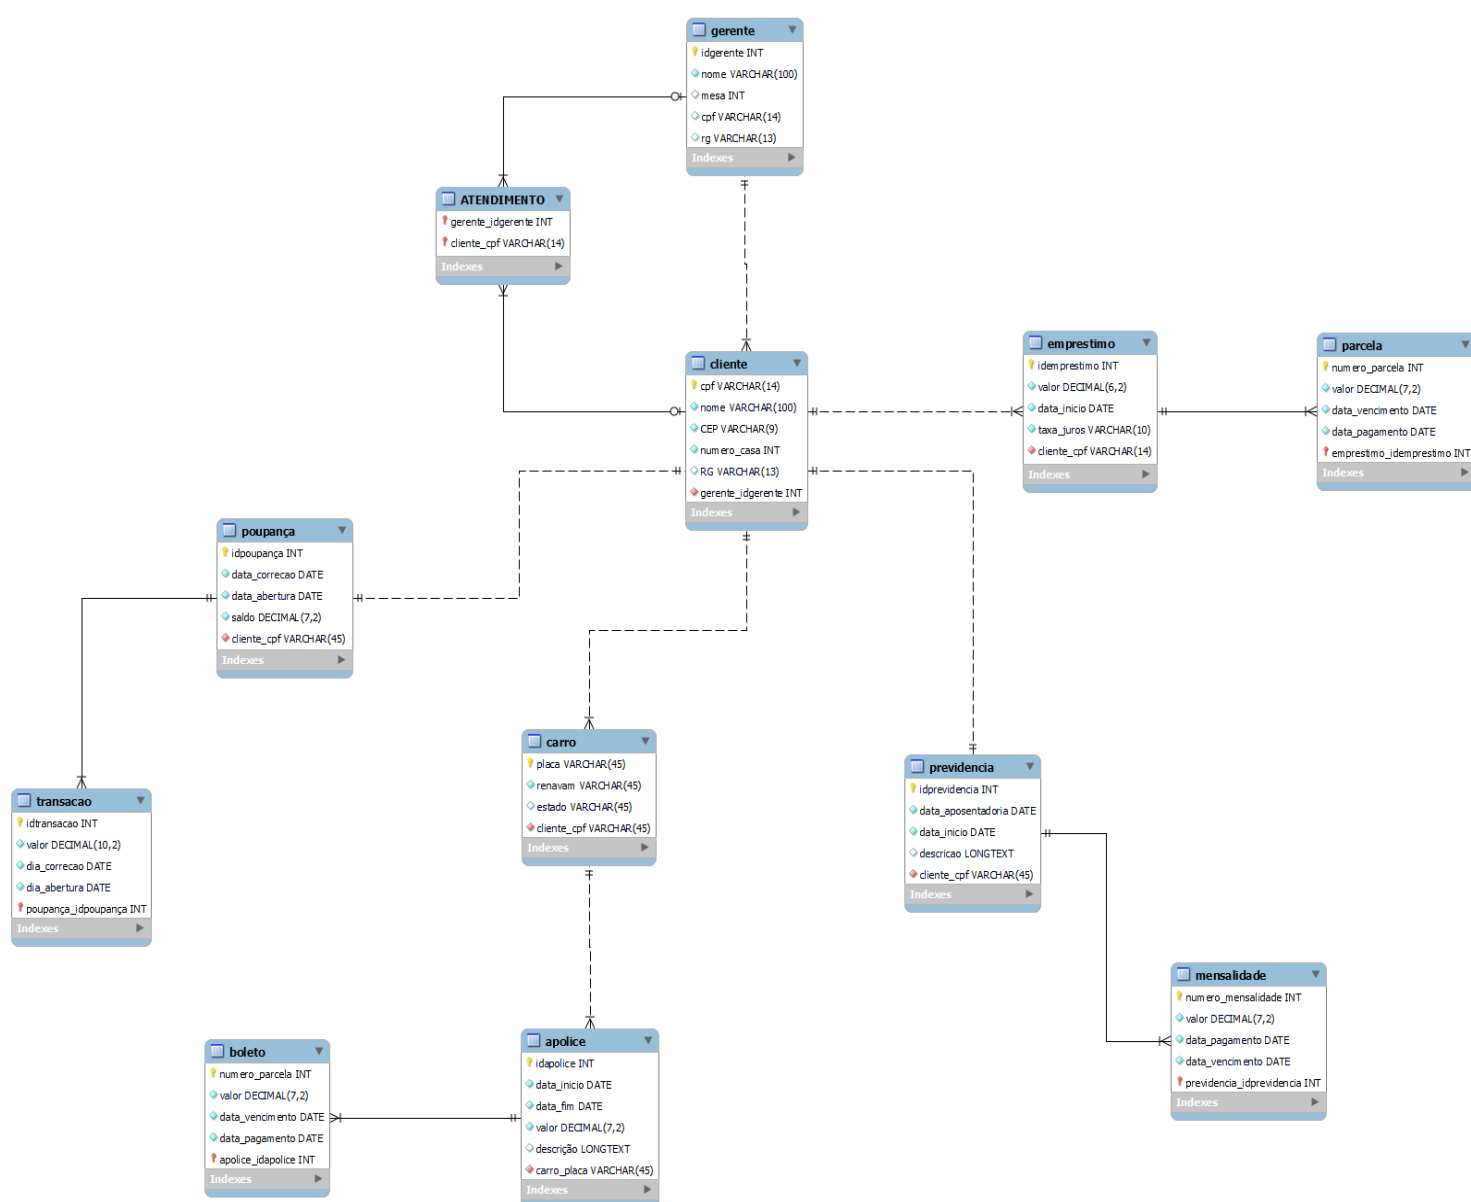 gerente
idgerente INT
nome VARCHAR(100)
mesa INT
cpf VARCHAR(14)
rg VARCHAR(13)
Indexes
ATENDIMENTO
gerente_idgerente INT
cliente_cpf VARCHAR(14)
Indexes
cliente
cpf VARCHAR(14)
nome VARCHAR(100)
CEP VARCHAR(9)
numero_casa INT
RG VARCHAR(13)
gerente_idgerente INT
Indexes
emprestimo
idemprestimo INT
valor DECIMAL(6,2)
data_inicio DATE
taxa_juros VARCHAR(10)
cliente_cpf VARCHAR(14)
Indexes
parcela
numero_parcela INT
valor DECIMAL(7,2)
data_vencimento DATE
data_pagamento DATE
emprestimo_idemprestimo INT
Indexes
poupança
idpoupança INT
data_correcao DATE
data_abertura DATE
saldo DECIMAL(7,2)
cliente_cpf VARCHAR(45)
Indexes
carro
placa VARCHAR(45)
renavam VARCHAR(45)
estado VARCHAR(45)
cliente_cpf VARCHAR(45)
Indexes
previdencia
idprevidencia INT
data_aposentadoria DATE
data_inicio DATE
descricao LONGTEXT
cliente_cpf VARCHAR(45)
Indexes
transacao
idtransacao INT
valor DECIMAL(10,2)
dia_correcao DATE
dia_abertura DATE
poupança_idpoupança INT
Indexes
mensalidade
numero_mensalidade INT
valor DECIMAL(7,2)
data_pagamento DATE
data_vencimento DATE
previdencia_idprevidencia INT
Indexes
boleto
numero_parcela INT
valor DECIMAL(7,2)
data_vencimento DATE
data_pagamento DATE
apolice_idapolice INT
Indexes
apolice
idapolice INT
data_inicio DATE
data_fim DATE
valor DECIMAL(7,2)
descrição LONGTEXT
carro_placa VARCHAR(45)
Indexes